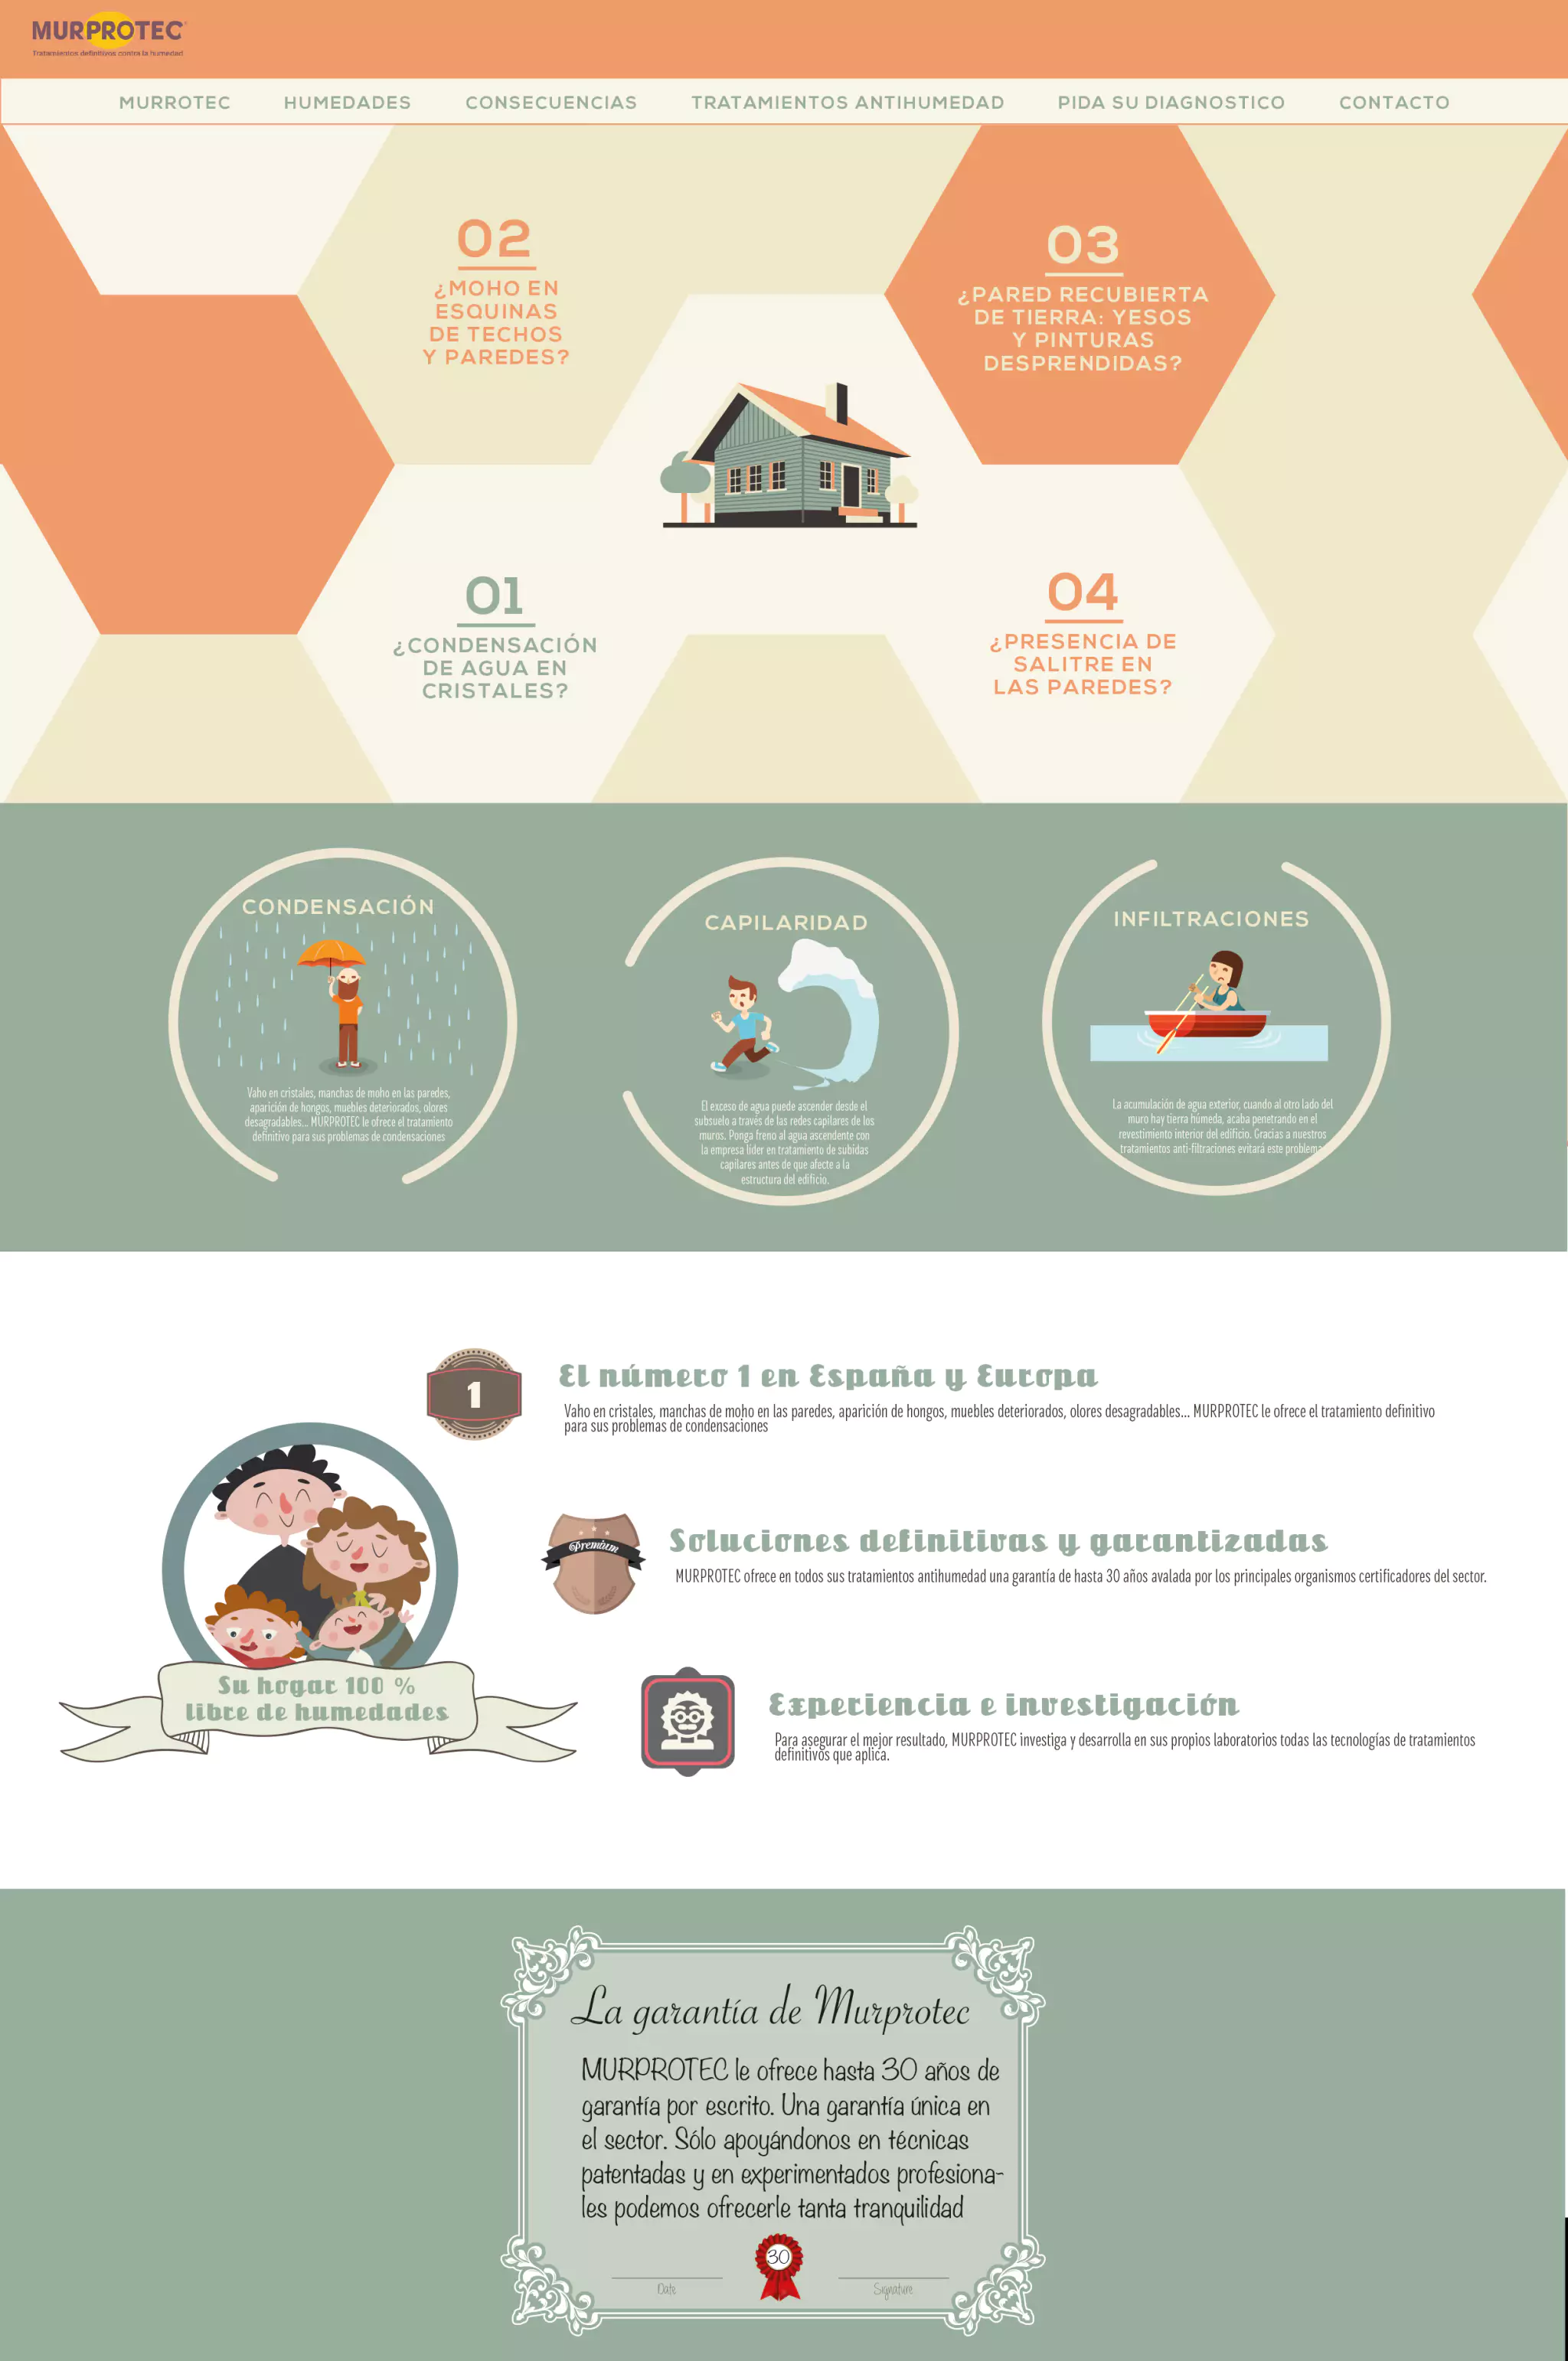 MURPROTEC
Tratamientos definitivos contra la humedad
MURROTEC HUMEDADES CONSECUENCIAS TRATAMIENTOS ANTIHUMEDAD PIDA SU DIAGNOSTICO CONTACTO
02
¿MOHO EN
ESQUINAS
DE TECHOS
Y PAREDES?
03
¿PARED RECUBIERTA
DE TIERRA: YESOS
Y PINTURAS
DESPRENDIDAS?
01
¿CONDENSACIÓN
DE AGUA EN
CRISTALES?
04
¿PRESENCIA DE
SALITRE EN
LAS PAREDES?
CONDENSACIÓN
Vaho en cristales, manchas de moho en las paredes,
aparición de hongos, muebles deteriorados, olores
desagradables... MURPROTEC le ofrece el tratamiento
definitivo para sus problemas de condensaciones
CAPILARIDAD
El exceso de agua puede ascender desde el
subsuelo a través de las redes capilares de los
muros. Ponga freno al agua ascendente con
la empresa líder en tratamiento de subidas
capilares antes de que afecte a la
estructura del edificio.
INFILTRACIONES
La acumulación de agua exterior, cuando al otro lado del
muro hay tierra húmeda, acaba penetrando en el
revestimiento interior del edificio. Gracias a nuestros
tratamientos anti-filtraciones evitará este problema
1
El número 1 en España y Europa
Vaho en cristales, manchas de moho en las paredes, aparición de hongos, muebles deteriorados, olores desagradables... MURPROTEC le ofrece el tratamiento definitivo
para sus problemas de condensaciones
Premium
Soluciones definitivas y garantizadas
MURPROTEC ofrece en todos sus tratamientos antihumedad una garantía de hasta 30 años avalada por los principales organismos certificadores del sector.
Su hogar 100 %
libre de humedades
Experiencia e investigación
Para asegurar el mejor resultado, MURPROTEC investiga y desarrolla en sus propios laboratorios todas las tecnologías de tratamientos
definitivos que aplica.
La garantía de Murprotec
MURPROTEC le ofrece hasta 30 años de
garantía por escrito. Una garantía única en
el sector. Sólo apoyándonos en técnicas
patentadas y en experimentados profesiona-
les podemos ofrecerle tanta tranquilidad
30
Date
Signature